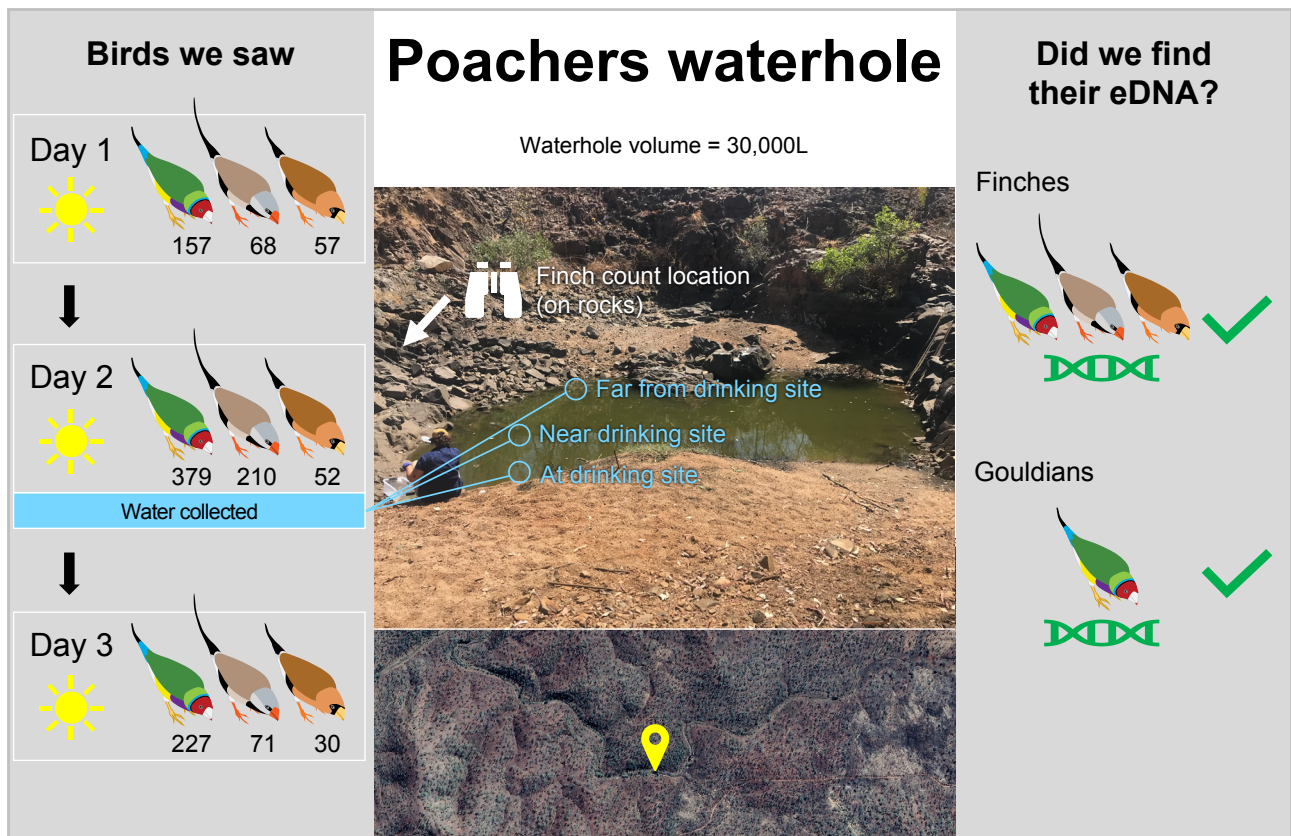 Birds we saw
Day 1
157 68 57
Day 2
379 210 52
Water collected
Day 3
227 71 30
Poachers waterhole
Waterhole volume = 30,000L
Finch count location
(on rocks)
Far from drinking site
Near drinking site
At drinking site
Did we find
their eDNA?
Finches
Gouldians